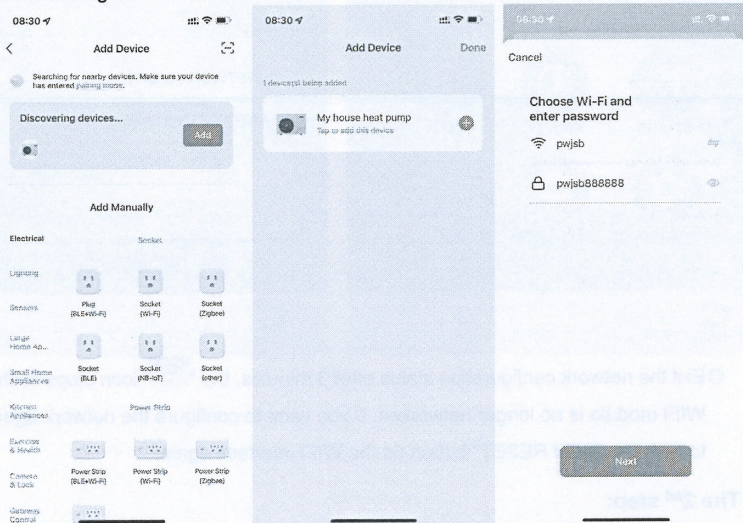 08:30
Add Device
Searching for nearby devices. Make sure your device
has entered pairing mode.
Discovering devices...
Add
Add Manually
Electrical
Socket
Lighting
Plug
(BLE+Wi-Fi)
Socket
(Wi-Fi)
Socket
(Zigbee)
Sensors
Large
Home Ap...
Socket
(BLE)
Socket
(NB-IoT)
Socket
(other)
Small Home
Appliances
Kitchen
Appliances
Power Strip
Exercise
& Health
Power Strip
(BLE+Wi-Fi)
Power Strip
(Wi-Fi)
Power Strip
(Zigbee)
Camera
& Lock
Gateway
Control
08:30
Add Device
Done
1 device(s) being added
My house heat pump
Tap to add this device
08:30
Cancel
Choose Wi-Fi and
enter password
pwjsb
pwjsb888888
Next